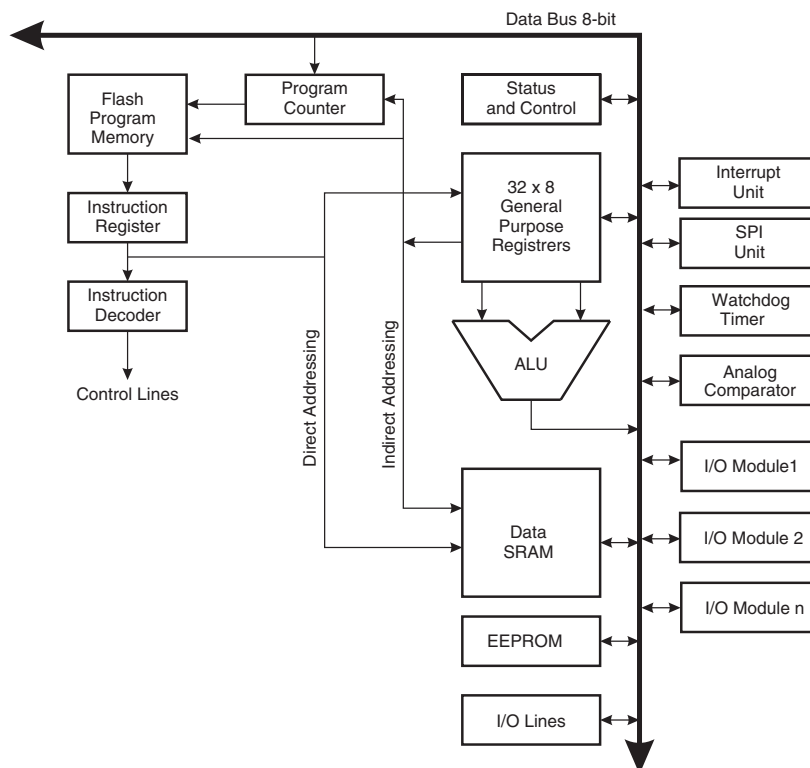 Data Bus 8-bit
Flash
Program
Memory
Program
Counter
Status
and Control
Instruction
Register
32 x 8
General
Purpose
Registrers
Interrupt
Unit
SPI
Unit
Instruction
Decoder
Watchdog
Timer
Control Lines
Direct Addressing
Indirect Addressing
ALU
Analog
Comparator
I/O Module1
Data
SRAM
I/O Module 2
I/O Module n
EEPROM
I/O Lines